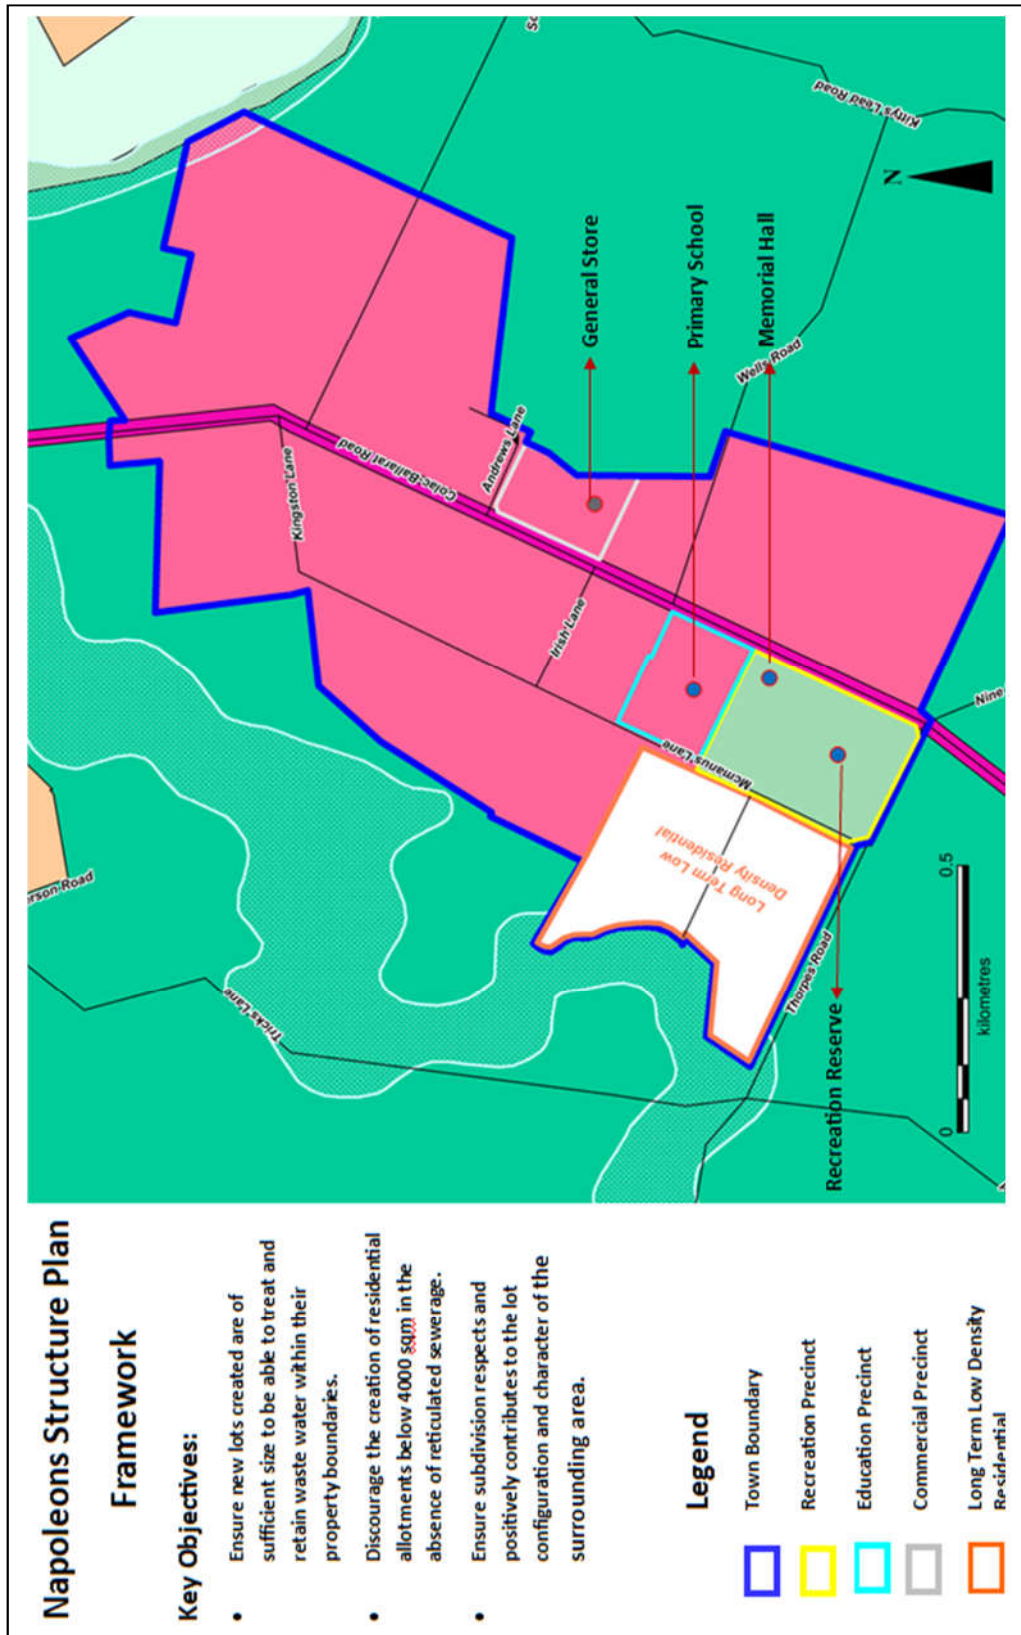 Napoleons Structure Plan
Framework
Key Objectives:
• Ensure new lots created are of
sufficient size to be able to treat and
retain waste water within their
property boundaries.
• Discourage the creation of residential
allotments below 4000 sqm in the
absence of reticulated sewerage.
• Ensure subdivision respects and
positively contributes to the lot
configuration and character of the
surrounding area.
Legend
Town Boundary
Recreation Precinct
Education Precinct
Commercial Precinct
Long Term Low Density
Residential
erson Road
Tricks Lane
Kingston Lane
Colac-Ballarat Road
Andrews Lane
Irish Lane
Mcmanus Lane
Long Term Low
Density Residential
Thorpes Road
Wells Road
Kittys Lead Road
Nine
General Store
Primary School
Memorial Hall
Recreation Reserve
N
0
0.5
kilometres